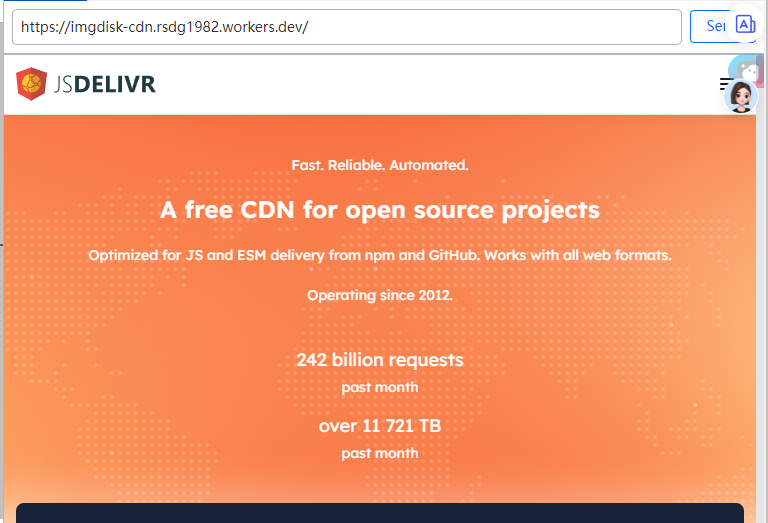 https://imgdisk-cdn.rsdg1982.workers.dev/
JSDELIVR
Fast. Reliable. Automated.
A free CDN for open source projects
Optimized for JS and ESM delivery from npm and GitHub. Works with all web formats.
Operating since 2012.
242 billion requests
past month
over 11 721 TB
past month